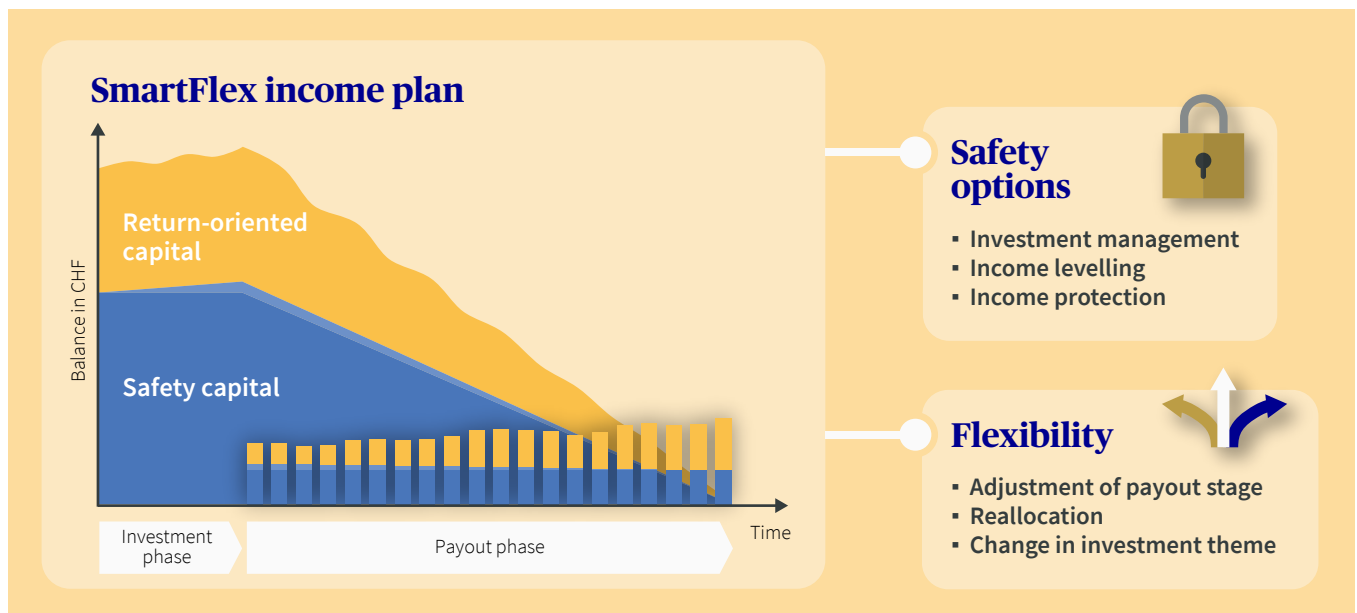 SmartFlex income plan
Balance in CHF
Return-oriented
capital
Safety capital
Investment
phase
Payout phase
Time
Safety
options
▪ Investment management
▪ Income levelling
▪ Income protection
Flexibility
▪ Adjustment of payout stage
▪ Reallocation
▪ Change in investment theme